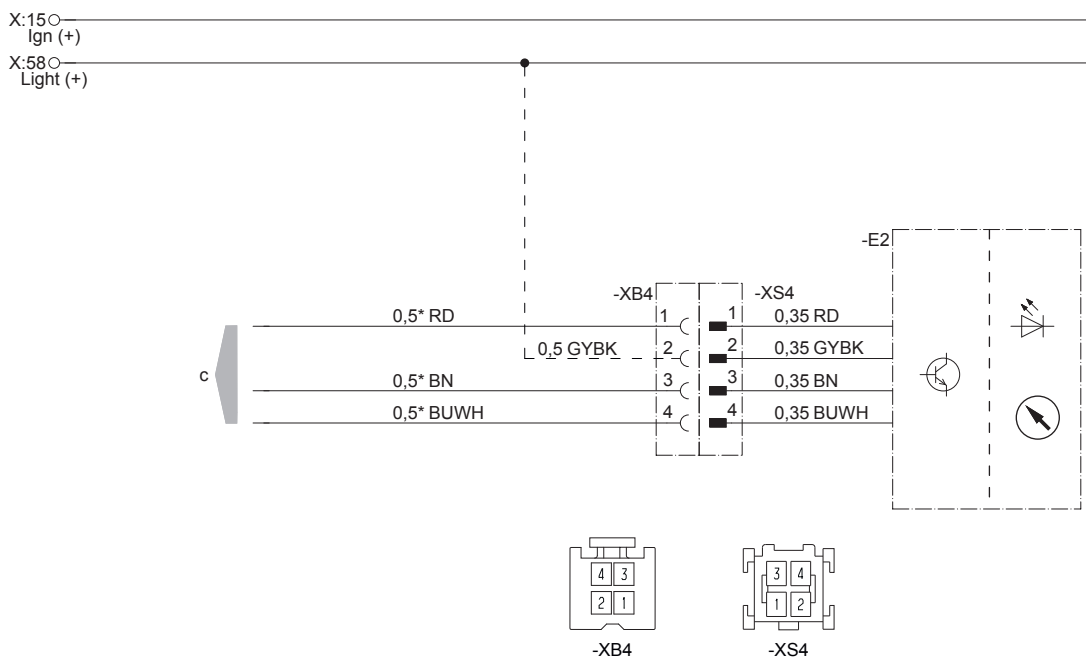 X:15
Ign (+)
X:58
Light (+)
-E2
-XB4
-XS4
0,5* RD
1
1
0,35 RD
0,5 GYBK
2
2
0,35 GYBK
c
0,5* BN
3
3
0,35 BN
0,5* BUWH
4
4
0,35 BUWH
4 3
3 4
2 1
1 2
-XB4
-XS4